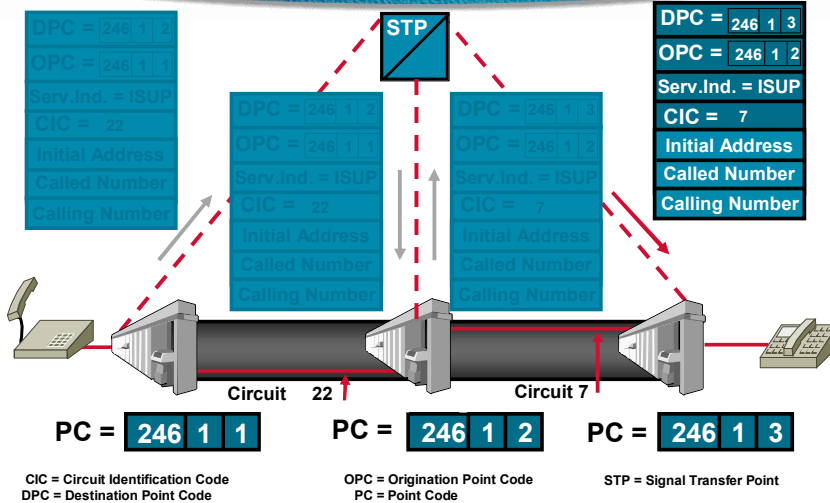 DPC = 246 1 2
OPC = 246 1 1
Serv.Ind. = ISUP
CIC = 22
Initial Address
Called Number
Calling Number
STP
DPC = 246 1 3
OPC = 246 1 2
Serv.Ind. = ISUP
CIC = 7
Initial Address
Called Number
Calling Number
DPC = 246 1 2
OPC = 246 1 1
Serv.Ind. = ISUP
CIC = 22
Initial Address
Called Number
Calling Number
DPC = 246 1 3
OPC = 246 1 2
Serv.Ind. = ISUP
CIC = 7
Initial Address
Called Number
Calling Number
Circuit 22
Circuit 7
PC = 246 1 1
PC = 246 1 2
PC = 246 1 3
CIC = Circuit Identification Code
DPC = Destination Point Code
OPC = Origination Point Code
PC = Point Code
STP = Signal Transfer Point